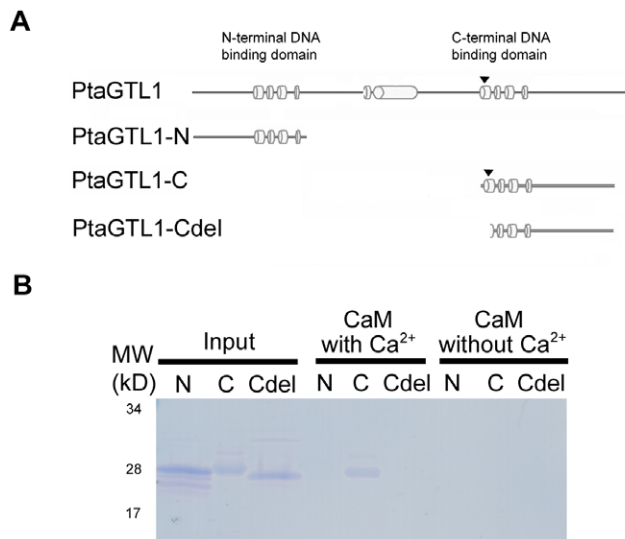 A
N-terminal DNA
binding domain
C-terminal DNA
binding domain
PtaGTL1
PtaGTL1-N
PtaGTL1-C
PtaGTL1-Cdel
B
MW
(kD)
Input
CaM
with Ca²⁺
CaM
without Ca²⁺
N C Cdel N C Cdel N C Cdel
34
28
17